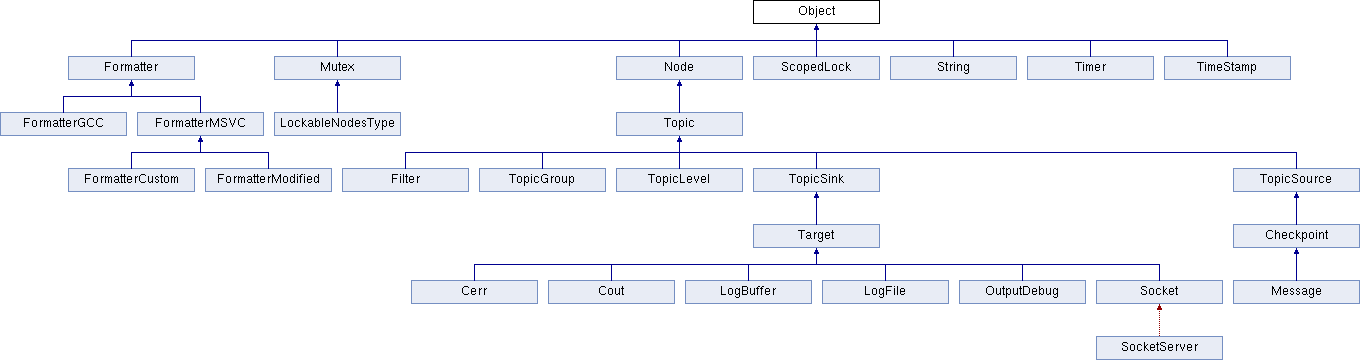 Object
Formatter Mutex Node ScopedLock String Timer TimeStamp
FormatterGCC FormatterMSVC LockableNodesType Topic
FormatterCustom FormatterModified Filter TopicGroup TopicLevel TopicSink TopicSource
Target Checkpoint
Cerr Cout LogBuffer LogFile OutputDebug Socket Message
SocketServer